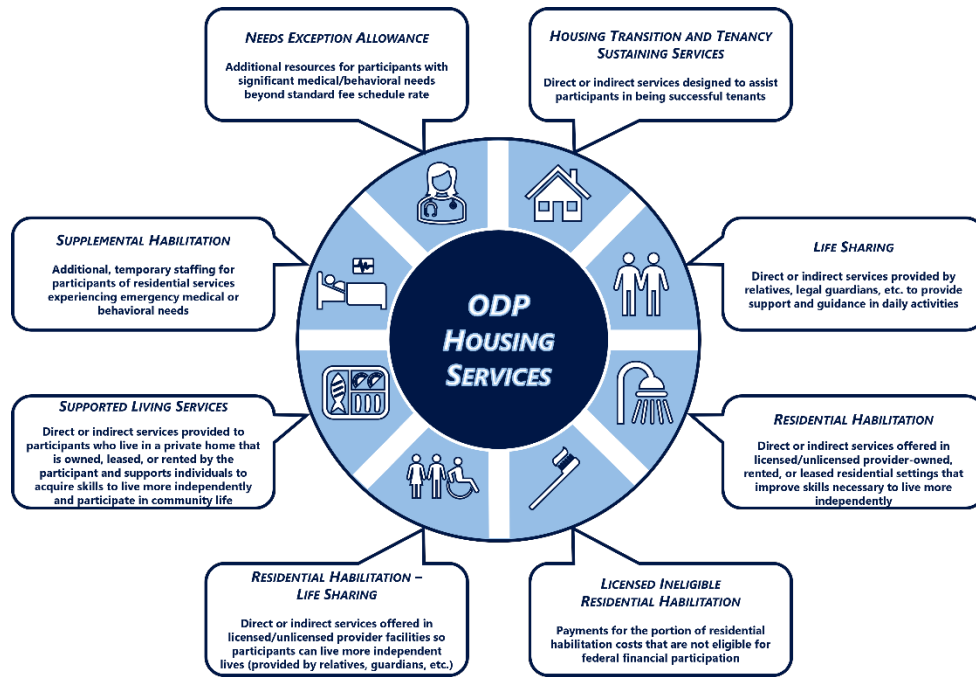 NEEDS EXCEPTION ALLOWANCE
Additional resources for participants with
significant medical/behavioral needs
beyond standard fee schedule rate
HOUSING TRANSITION AND TENANCY
SUSTAINING SERVICES
Direct or indirect services designed to assist
participants in being successful tenants
SUPPLEMENTAL HABILITATION
Additional, temporary staffing for
participants of residential services
experiencing emergency medical or
behavioral needs
LIFE SHARING
Direct or indirect services provided by
relatives, legal guardians, etc. to provide
support and guidance in daily activities
ODP
HOUSING
SERVICES
SUPPORTED LIVING SERVICES
Direct or indirect services provided to
participants who live in a private home that
is owned, leased, or rented by the
participant and supports individuals to
acquire skills to live more independently
and participate in community life
RESIDENTIAL HABILITATION
Direct or indirect services offered in
licensed/unlicensed provider-owned,
rented, or leased residential settings that
improve skills necessary to live more
independently
RESIDENTIAL HABILITATION –
LIFE SHARING
Direct or indirect services offered in
licensed/unlicensed provider facilities so
participants can live more independent
lives (provided by relatives, guardians, etc.)
LICENSED INELIGIBLE
RESIDENTIAL HABILITATION
Payments for the portion of residential
habilitation costs that are not eligible for
federal financial participation